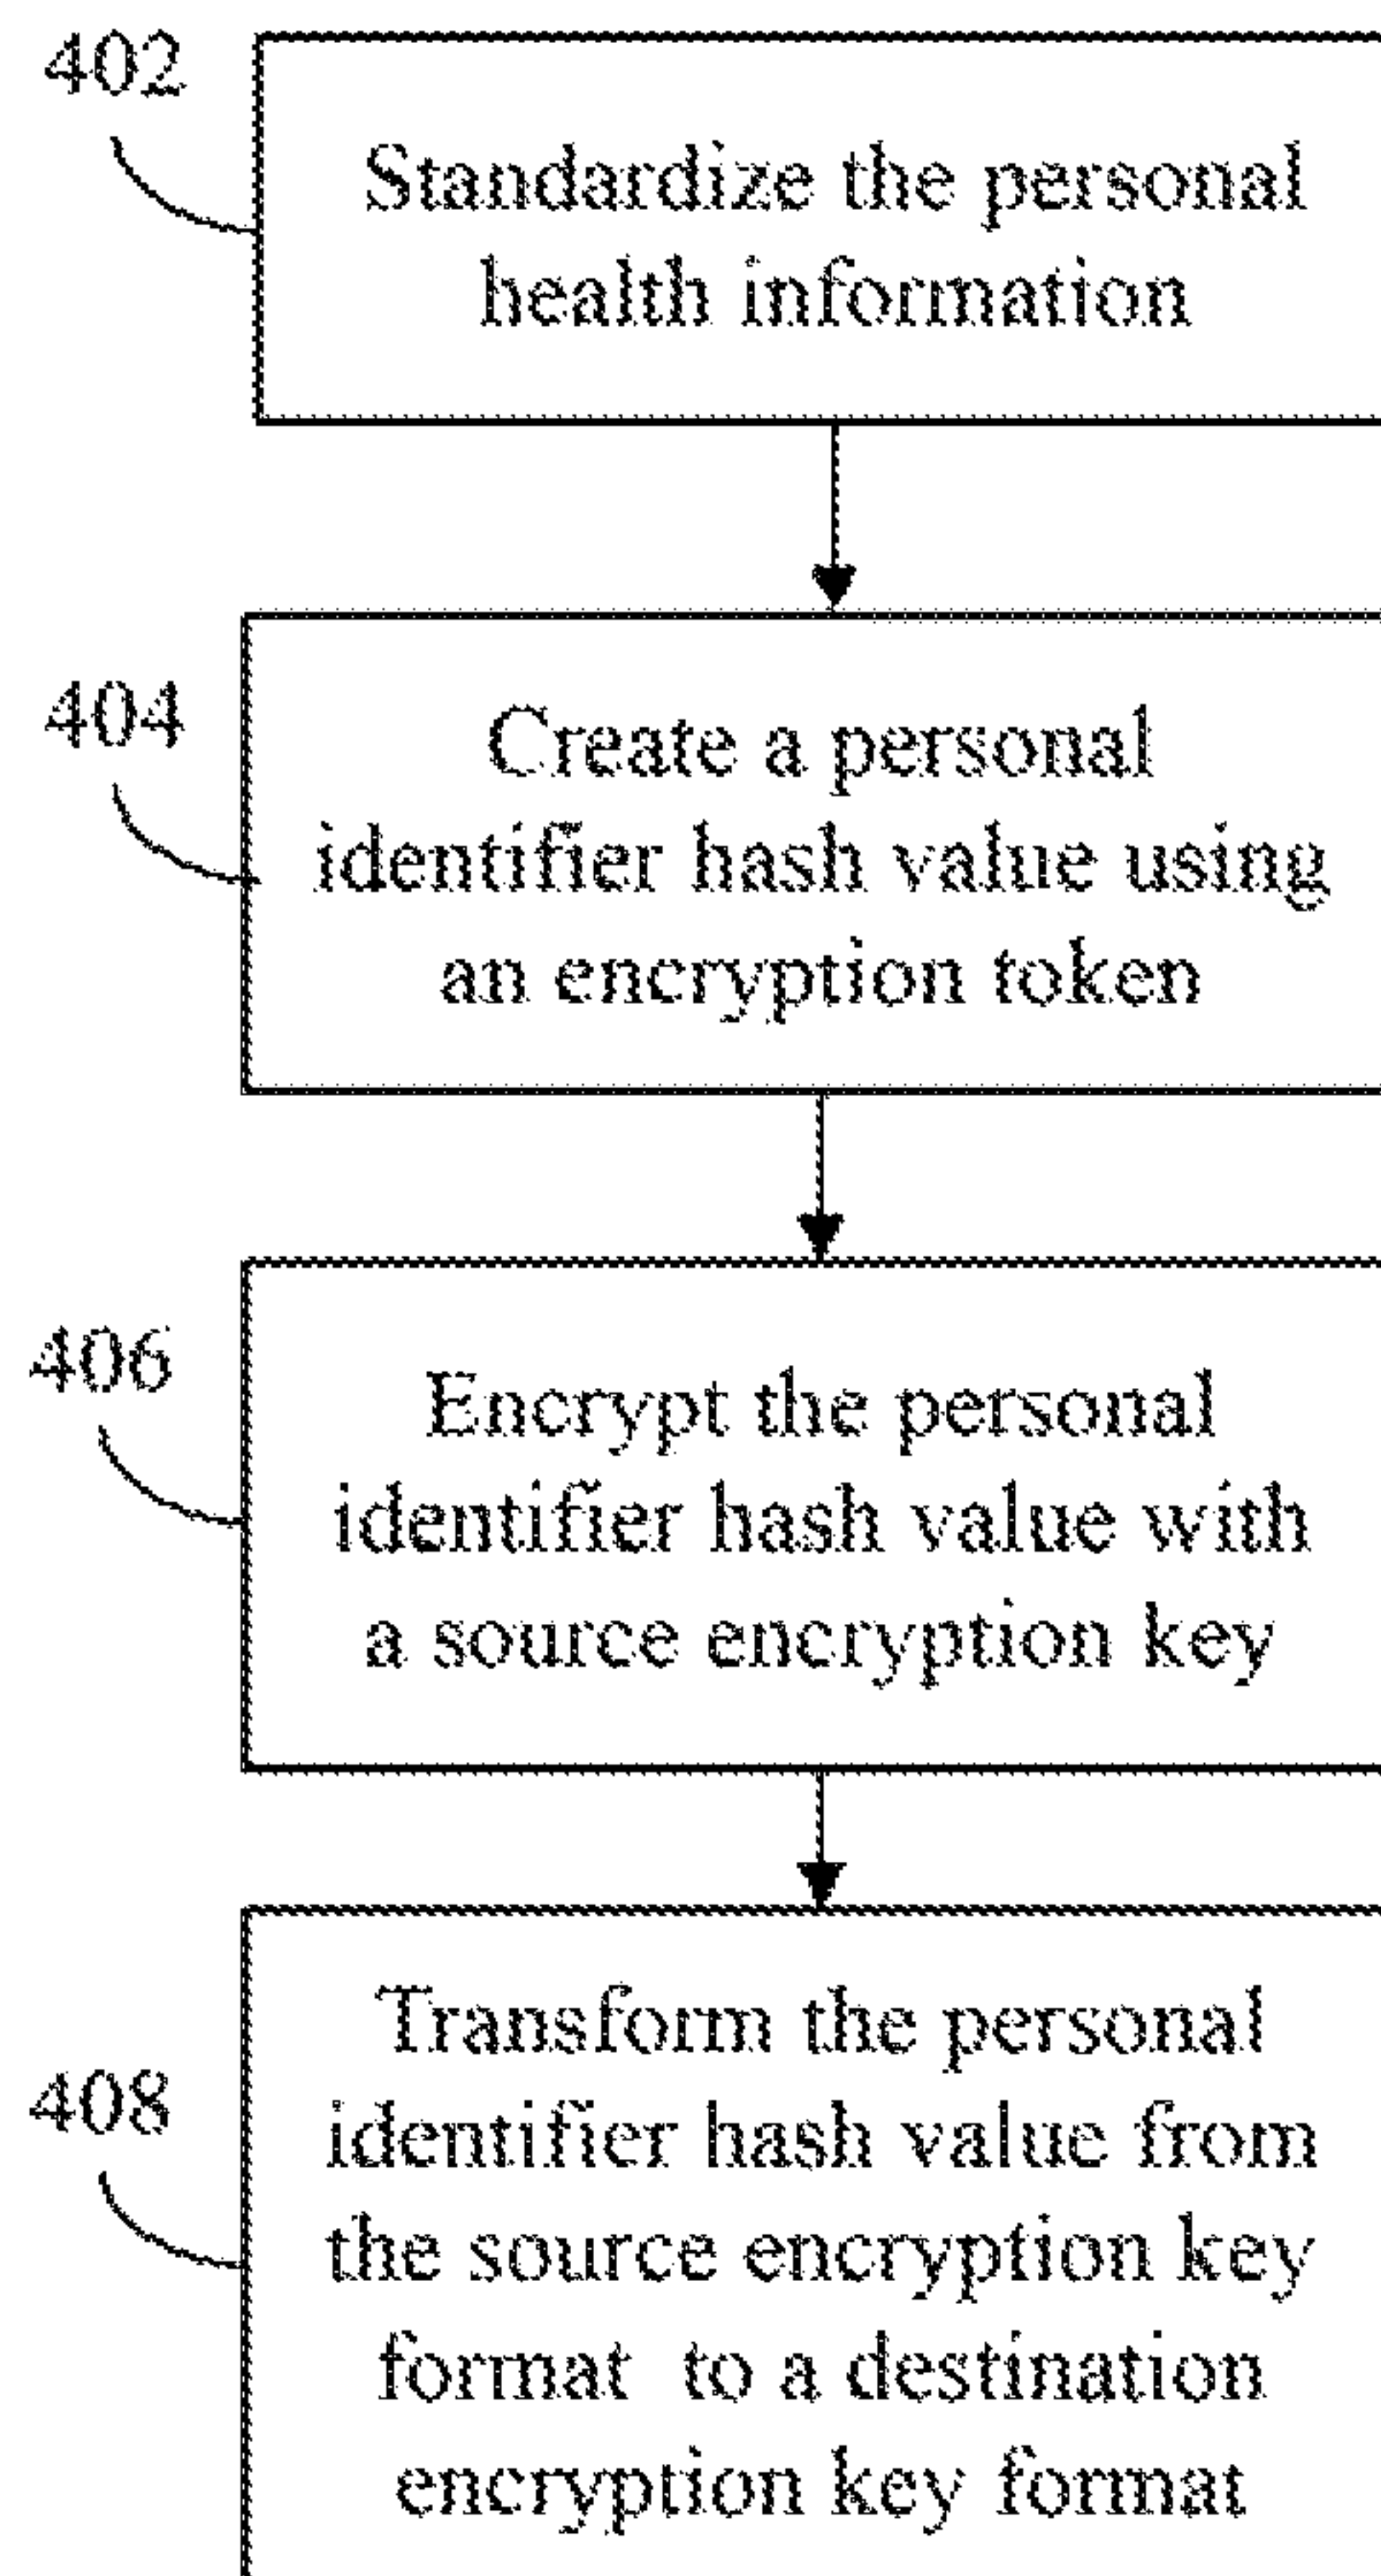 402
Standardize the personal
health information
404
Create a personal
identifier hash value using
an encryption token
406
Encrypt the personal
identifier hash value with
a source encryption key
408
Transform the personal
identifier hash value from
the source encryption key
format to a destination
encryption key format